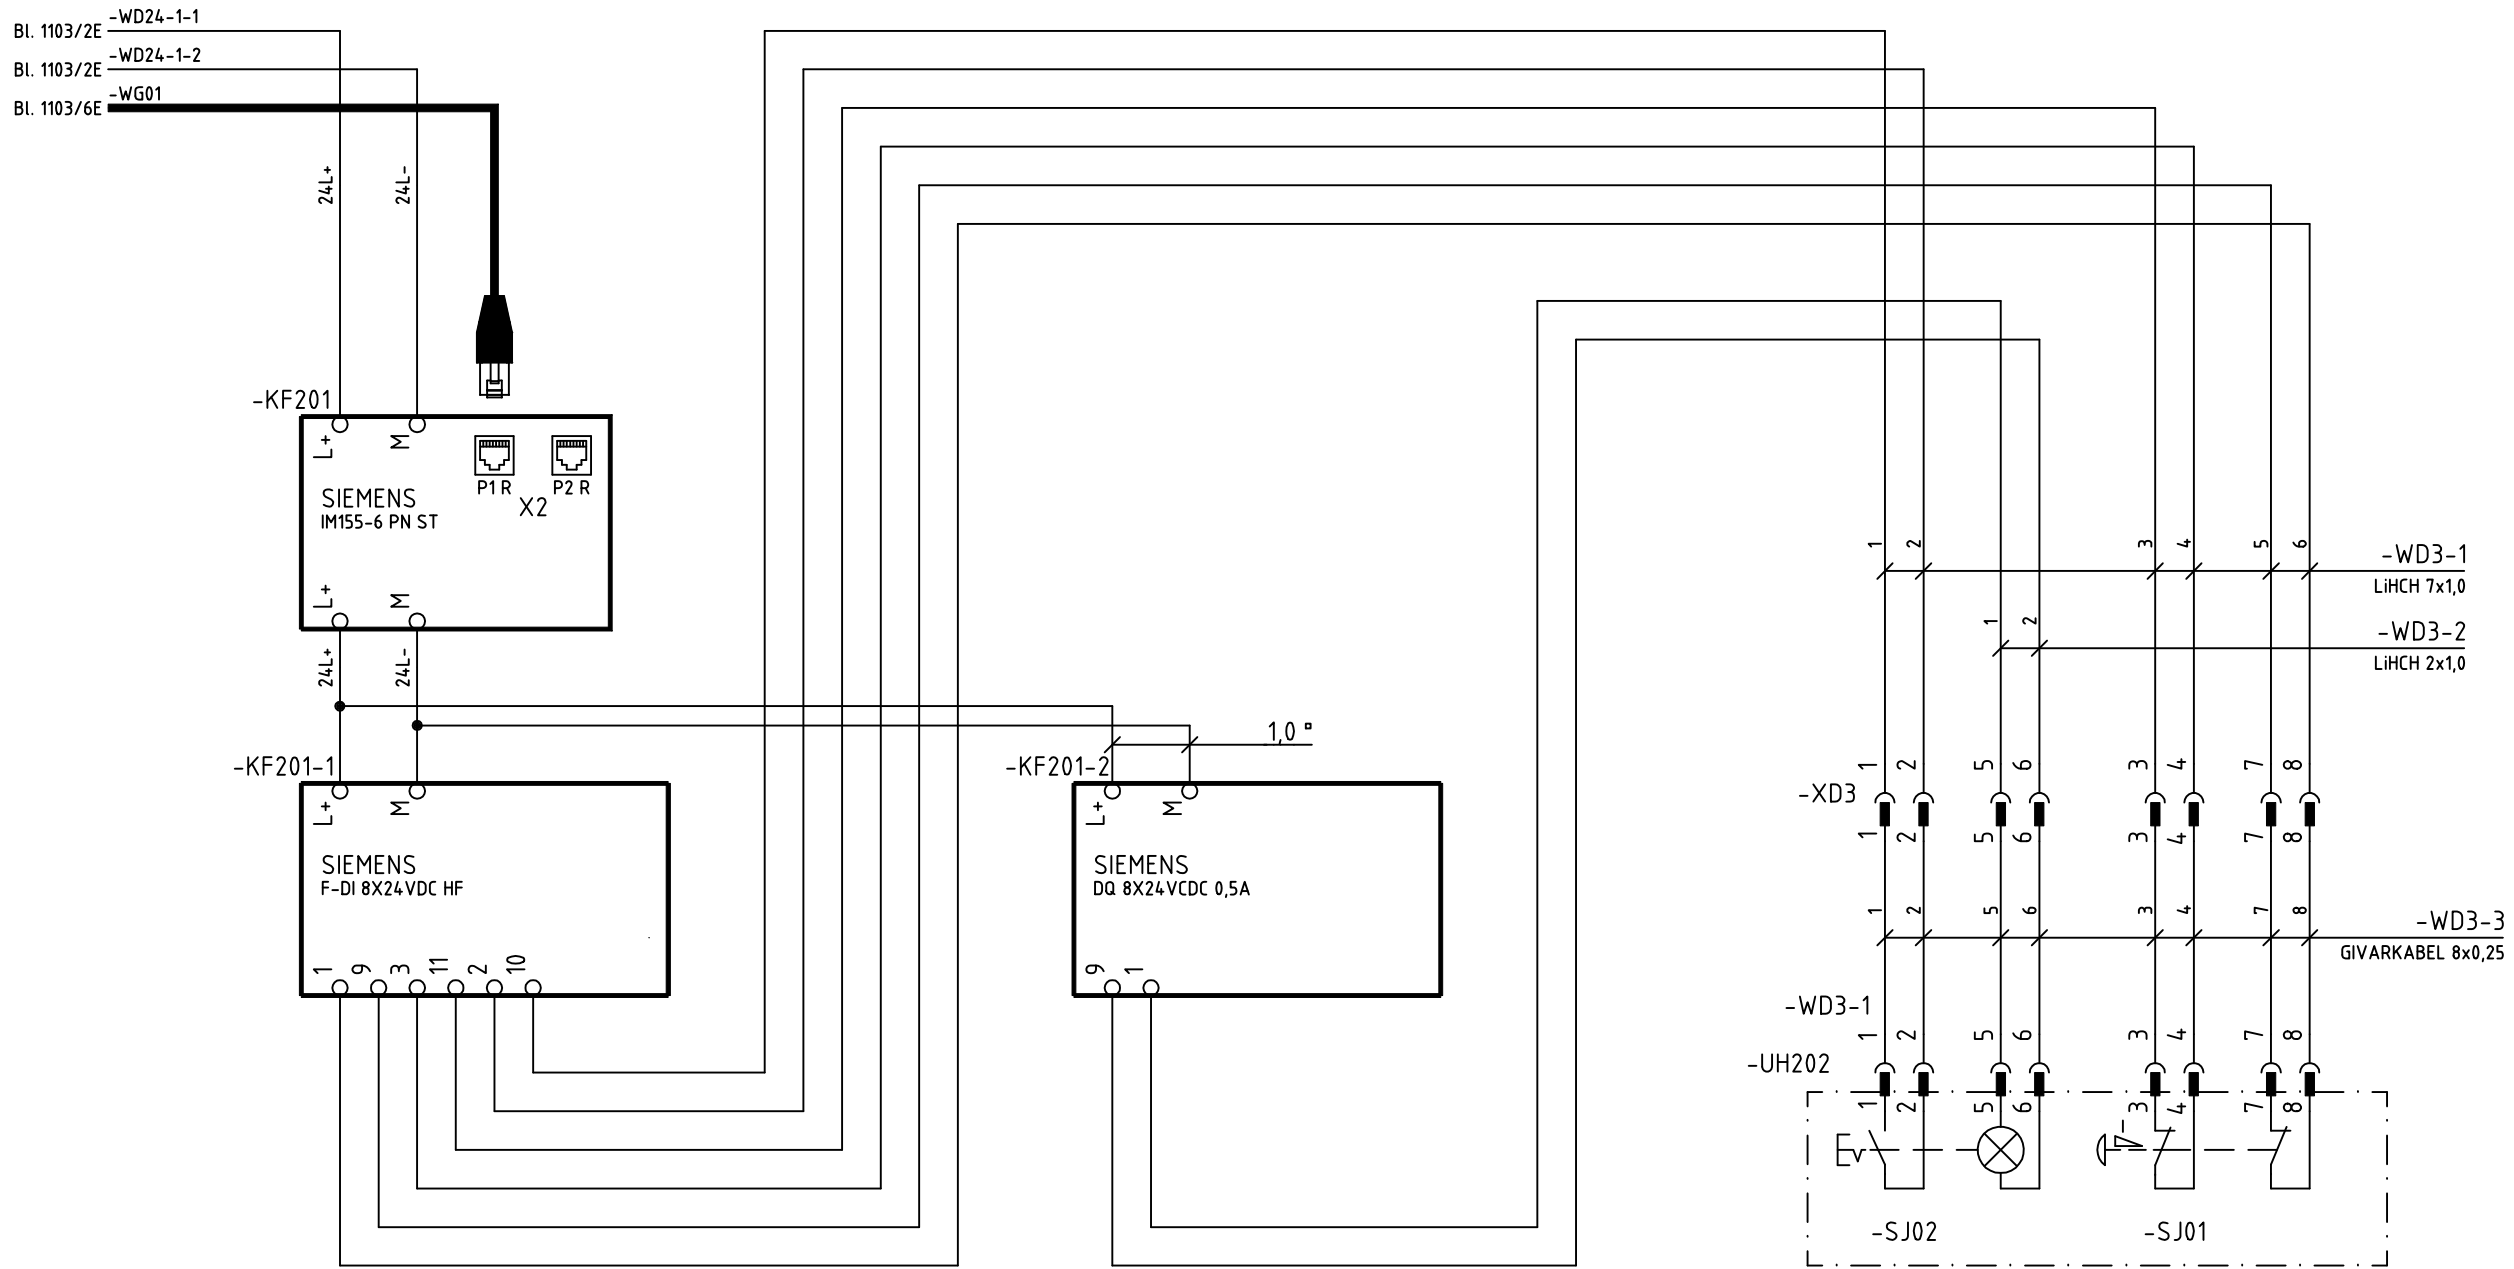 -WD24-1-1
Bl. 1103/2E
-WD24-1-2
Bl. 1103/2E
-WG01
Bl. 1103/6E
24L+ 24L-
-KF201
L+ M
P1 R P2 R
X2
SIEMENS
IM155-6 PN ST
L+ M
24L+ 24L-
1 2 3 4 5 6
-WD3-1
LiHCH 7x1,0
1 2
-WD3-2
LiHCH 2x1,0
1,0
-KF201-1
L+ M
SIEMENS
F-DI 8X24VDC HF
1 9 3 11 2 10
-KF201-2
L+ M
SIEMENS
DQ 8X24VCDC 0,5A
9 1
1 2 5 6 3 4 7 8
-XD3
1 2 5 6 3 4 7 8
1 2 5 6 3 4 7 8
-WD3-3
GIVARKABEL 8x0,25
-WD3-1
1 2 5 6 3 4 7 8
-UH202
1 2 5 6 3 4 7 8
-SJ02
-SJ01